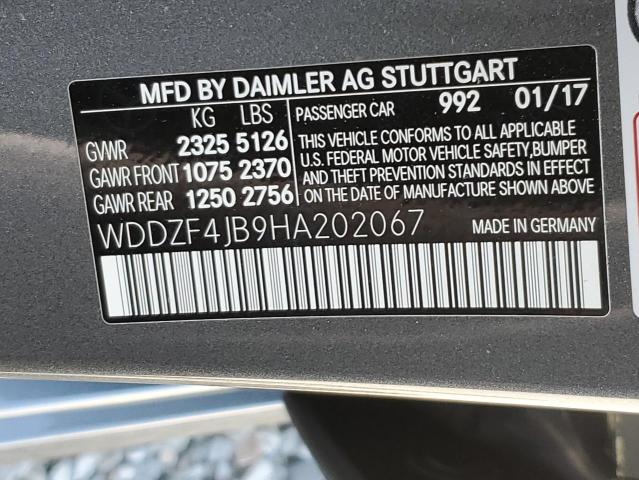 MFD BY DAIMLER AG STUTTGART
KG LBS PASSENGER CAR 992 01/17
GVWR 2325 5126
GAWR FRONT 1075 2370
GAWR REAR 1250 2756
THIS VEHICLE CONFORMS TO ALL APPLICABLE
U.S. FEDERAL MOTOR VEHICLE SAFETY, BUMPER
AND THEFT PREVENTION STANDARDS IN EFFECT
ON THE DATE OF MANUFACTURE SHOWN ABOVE.
WDDZF4JB9HA202067 MADE IN GERMANY